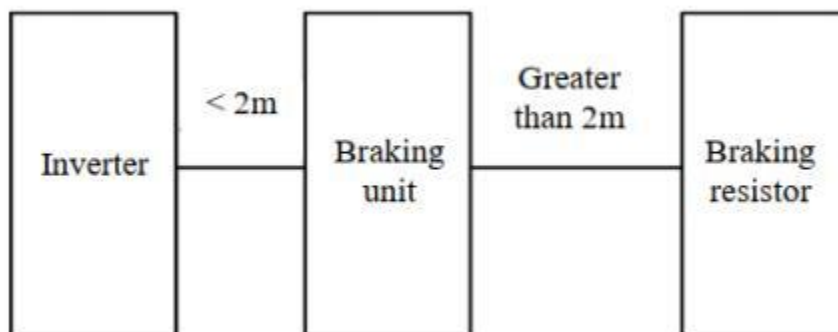 Inverter
< 2m
Braking
unit
Greater
than 2m
Braking
resistor